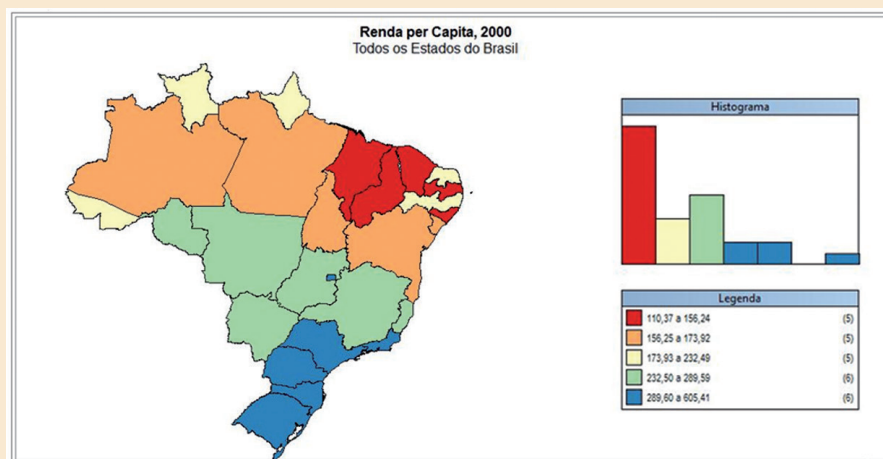 Renda per Capita, 2000
Todos os Estados do Brasil
Histograma
Legenda
110,37 a 156,24 (5)
156,25 a 173,92 (5)
173,93 a 232,49 (5)
232,50 a 289,59 (6)
289,60 a 605,41 (6)